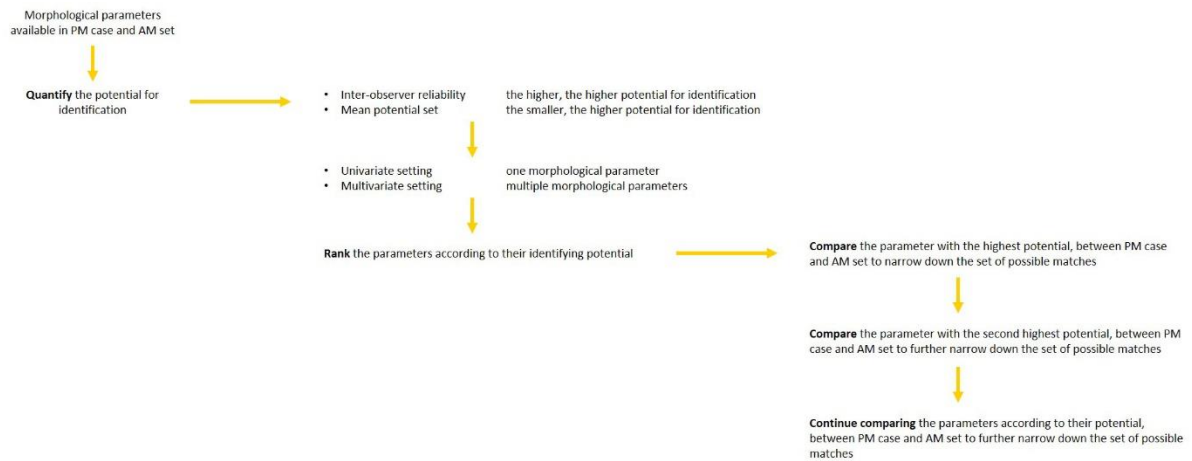 Morphological parameters
available in PM case and AM set
Quantify the potential for
identification
• Inter-observer reliability the higher, the higher potential for identification
• Mean potential set the smaller, the higher potential for identification
• Univariate setting one morphological parameter
• Multivariate setting multiple morphological parameters
Rank the parameters according to their identifying potential
Compare the parameter with the highest potential, between PM case
and AM set to narrow down the set of possible matches
Compare the parameter with the second highest potential, between PM
case and AM set to further narrow down the set of possible matches
Continue comparing the parameters according to their potential,
between PM case and AM set to further narrow down the set of possible
matches